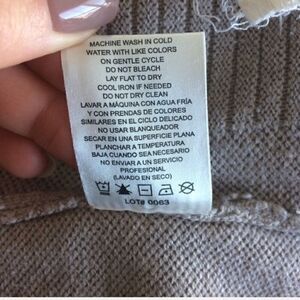 MACHINE WASH IN COLD
WATER WITH LIKE COLORS
ON GENTLE CYCLE
DO NOT BLEACH
LAY FLAT TO DRY
COOL IRON IF NEEDED
DO NOT DRY CLEAN
LAVAR A MÁQUINA CON AGUA FRÍA
Y CON PRENDAS DE COLORES
SIMILARES EN EL CICLO DELICADO
NO USAR BLANQUEADOR
SECAR EN UNA SUPERFICIE PLANA
PLANCHAR A TEMPERATURA
BAJA CUANDO SEA NECESARIO
NO ENVIAR A UN SERVICIO
PROFESIONAL
(LAVADO EN SECO)
LOT# 0063